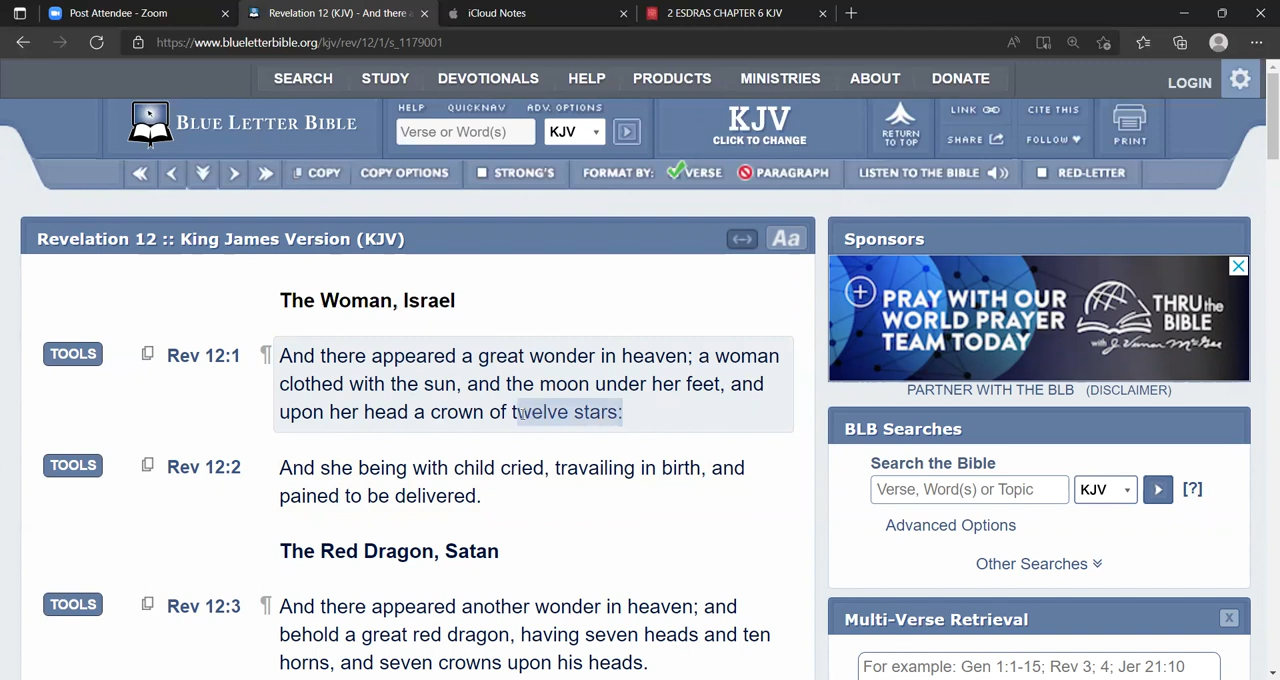 Post Attendee - Zoom
Revelation 12 (KJV) - And there a
iCloud Notes
2 ESDRAS CHAPTER 6 KJV
https://www.blueletterbible.org/kjv/rev/12/1/s_1179001
SEARCH STUDY DEVOTIONALS HELP PRODUCTS MINISTRIES ABOUT DONATE LOGIN
BLUE LETTER BIBLE
HELP QUICKNAV ADV. OPTIONS
Verse or Word(s) KJV
KJV
CLICK TO CHANGE
RETURN
TO TOP
LINK CITE THIS
SHARE FOLLOW
PRINT
COPY COPY OPTIONS STRONG'S FORMAT BY: VERSE PARAGRAPH LISTEN TO THE BIBLE RED-LETTER
Revelation 12 :: King James Version (KJV) Aa
The Woman, Israel
TOOLS Rev 12:1 ¶ And there appeared a great wonder in heaven; a woman
clothed with the sun, and the moon under her feet, and
upon her head a crown of twelve stars:
TOOLS Rev 12:2 And she being with child cried, travailing in birth, and
pained to be delivered.
The Red Dragon, Satan
TOOLS Rev 12:3 ¶ And there appeared another wonder in heaven; and
behold a great red dragon, having seven heads and ten
horns, and seven crowns upon his heads.
Sponsors
PRAY WITH OUR
WORLD PRAYER
TEAM TODAY
THRU the
BIBLE
with J. Vernon McGee
PARTNER WITH THE BLB (DISCLAIMER)
BLB Searches
Search the Bible
Verse, Word(s) or Topic KJV [?]
Advanced Options
Other Searches
Multi-Verse Retrieval X
For example: Gen 1:1-15; Rev 3; 4; Jer 21:10